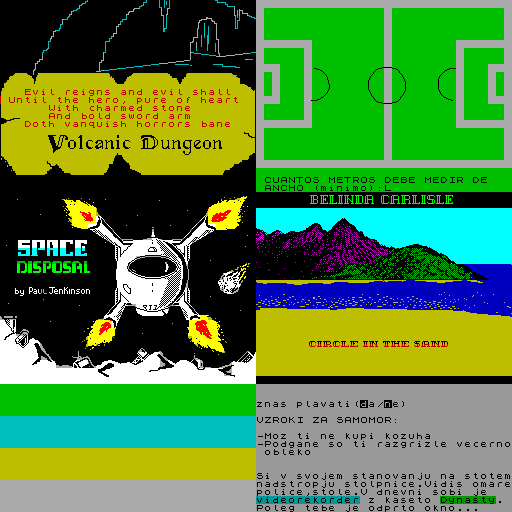 Evil reigns and evil shall
Until the hero, pure of heart
With charmed stone
And bold sword arm
Doth vanquish horrors bane
Volcanic Dungeon
CUANTOS METROS DEBE MEDIR DE
ANCHO (minimo):L
BELINDA CARLISLE
CIRCLE IN THE SAND
SPACE
DISPOSAL
by Paul Jenkinson
znas plavati(da/ne)
VZROKI ZA SAMOMOR:
-Moz ti ne kupi kozuha
-Podgane so ti razgrizle vecerno
obleko
Si v svojem stanovanju na stotem
nadstropju stolpnice.Vidis omare
police,stole.V dnevni sobi je
videorekorder z kaseto Dynasty.
Poleg tebe je odprto okno...